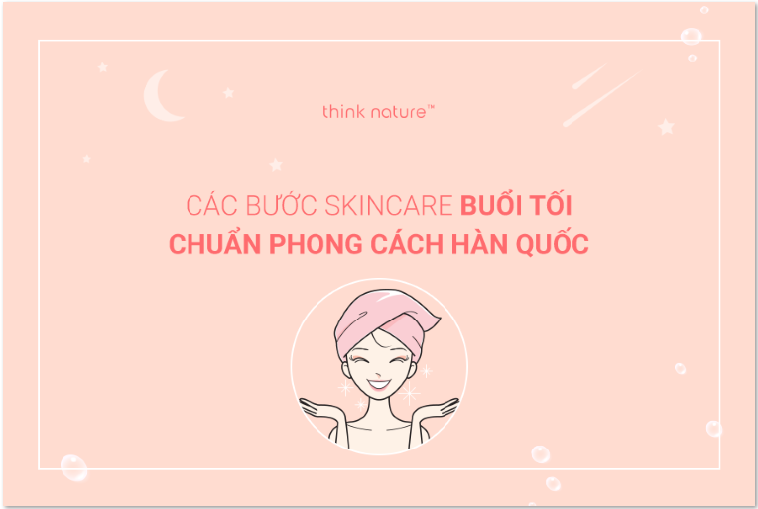 think nature™
CÁC BƯỚC SKINCARE BUỔI TỐI
CHUẨN PHONG CÁCH HÀN QUỐC